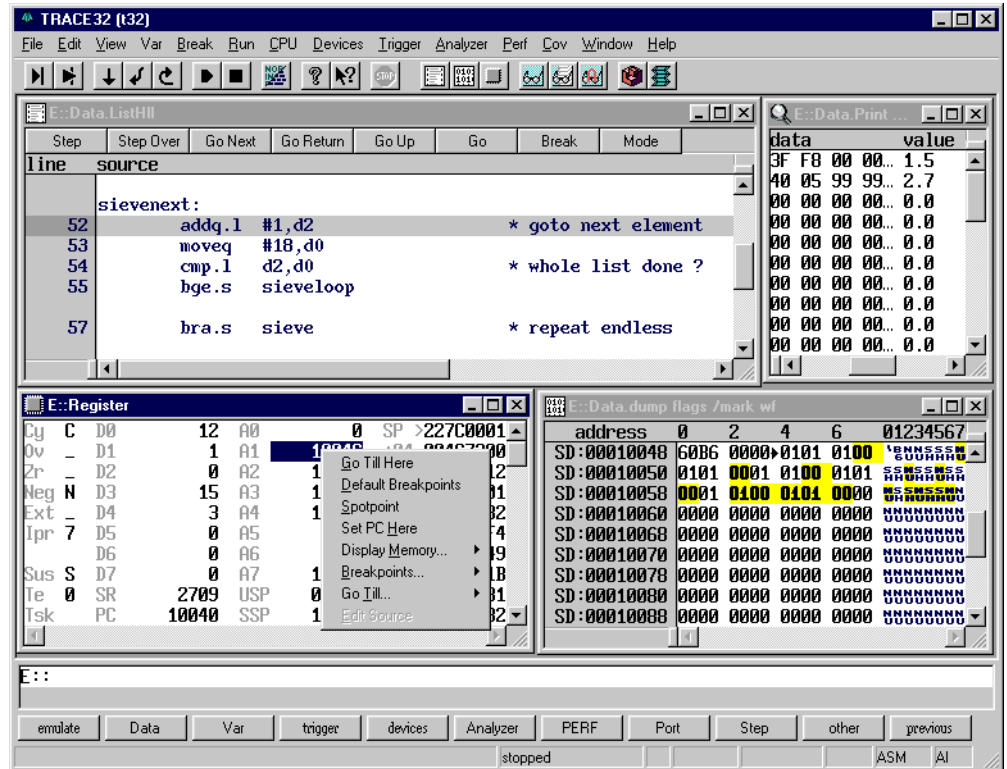 TRACE32 (t32)
File Edit View Var Break Run CPU Devices Trigger Analyzer Perf Cov Window Help
E::Data.ListHll
Step Step Over Go Next Go Return Go Up Go Break Mode
line source
sievenext:
52 addq.l #1,d2 * goto next element
53 moveq #18,d0
54 cmp.l d2,d0 * whole list done ?
55 bge.s sieveloop
57 bra.s sieve * repeat endless
E::Data.Print ...
data value
3F F8 00 00… 1.5
40 05 99 99… 2.7
00 00 00 00… 0.0
00 00 00 00… 0.0
00 00 00 00… 0.0
00 00 00 00… 0.0
00 00 00 00… 0.0
00 00 00 00… 0.0
00 00 00 00… 0.0
00 00 00 00… 0.0
E::Register
Cy C D0 12 A0 0 SP >227C0001
Ov _ D1 1 A1
Zr _ D2 0 A2 1
Neg N D3 15 A3 1
Ext _ D4 3 A4 1
Ipr 7 D5 0 A5
D6 0 A6
Sus S D7 0 A7 1
Te 0 SR 2709 USP 0
Tsk PC 10040 SSP 1
Go Till Here
Default Breakpoints
Spotpoint
Set PC Here
Display Memory...
Breakpoints...
Go Till...
Edit Source
E::Data.dump flags /mark wf
address 0 2 4 6 01234567
SD:00010048 60B6 0000 0101 0100
SD:00010050 0101 0001 0100 0101
SD:00010058 0001 0100 0101 0000
SD:00010060 0000 0000 0000 0000
SD:00010068 0000 0000 0000 0000
SD:00010070 0000 0000 0000 0000
SD:00010078 0000 0000 0000 0000
SD:00010080 0000 0000 0000 0000
SD:00010088 0000 0000 0000 0000
E::
emulate Data Var trigger devices Analyzer PERF Port Step other previous
stopped ASM AI